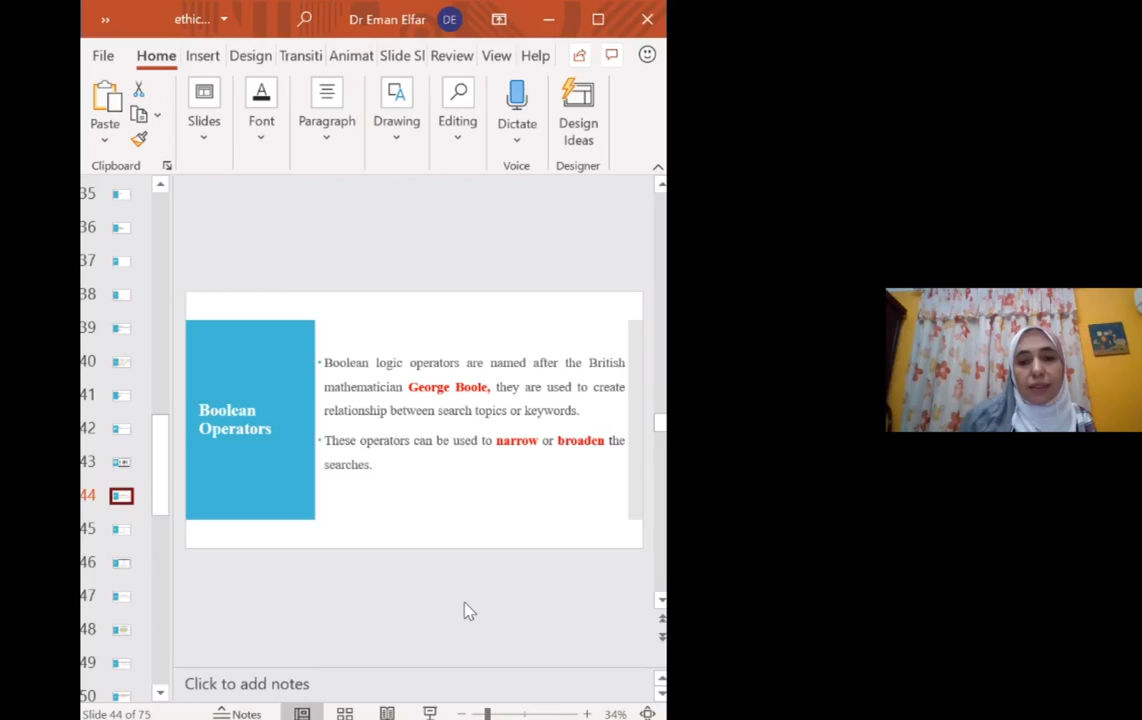 ethic...
Dr Eman Elfar
DE
File Home Insert Design Transiti Animat Slide Sl Review View Help
Paste
Slides
Font
Paragraph
Drawing
Editing
Dictate
Design
Ideas
Clipboard
Voice
Designer
35
36
37
38
39
40
41
42
43
44
45
46
47
48
49
50
Boolean
Operators
• Boolean logic operators are named after the British
mathematician George Boole, they are used to create
relationship between search topics or keywords.
• These operators can be used to narrow or broaden the
searches.
Click to add notes
Slide 44 of 75
Notes
34%